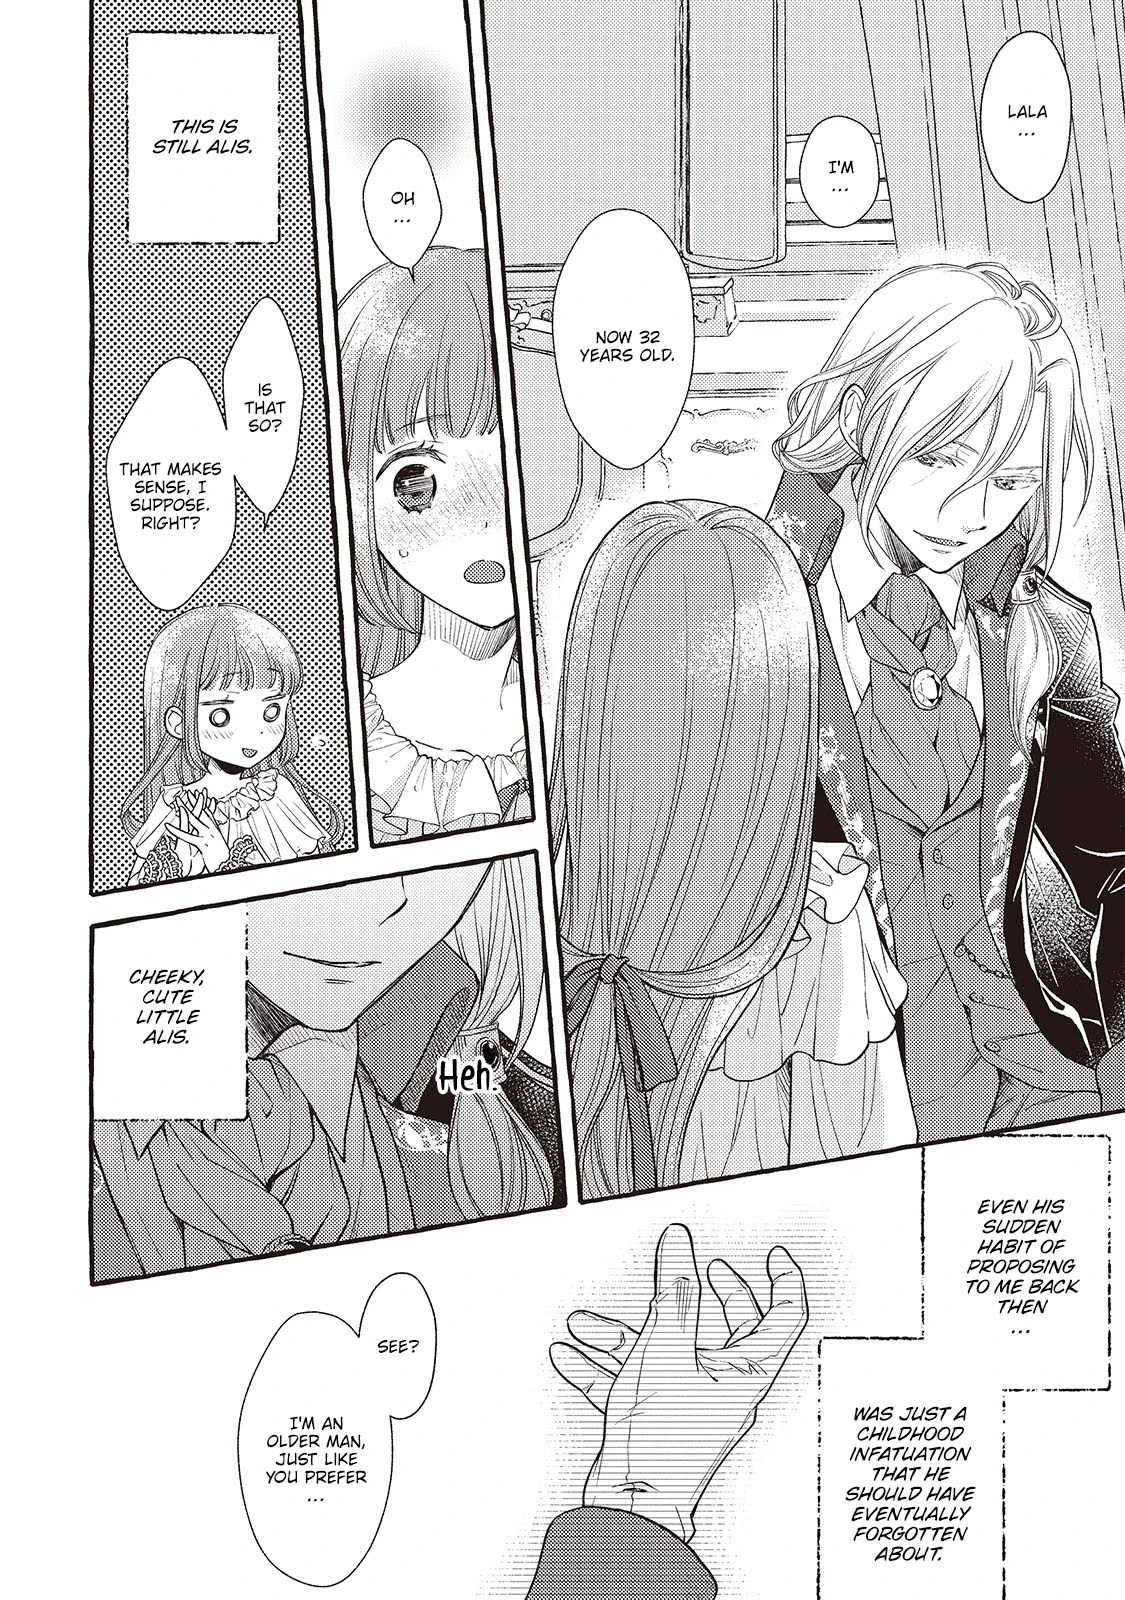 LALA
...
I'M
...
NOW 32
YEARS OLD.
OH
...
THIS IS
STILL ALIS.
IS
THAT
SO?
THAT MAKES
SENSE, I
SUPPOSE.
RIGHT?
CHEEKY,
CUTE
LITTLE
ALIS.
Heh.
EVEN HIS
SUDDEN
HABIT OF
PROPOSING
TO ME BACK
THEN
...
WAS JUST A
CHILDHOOD
INFATUATION
THAT HE
SHOULD HAVE
EVENTUALLY
FORGOTTEN
ABOUT.
SEE?
I'M AN
OLDER MAN,
JUST LIKE
YOU PREFER
...